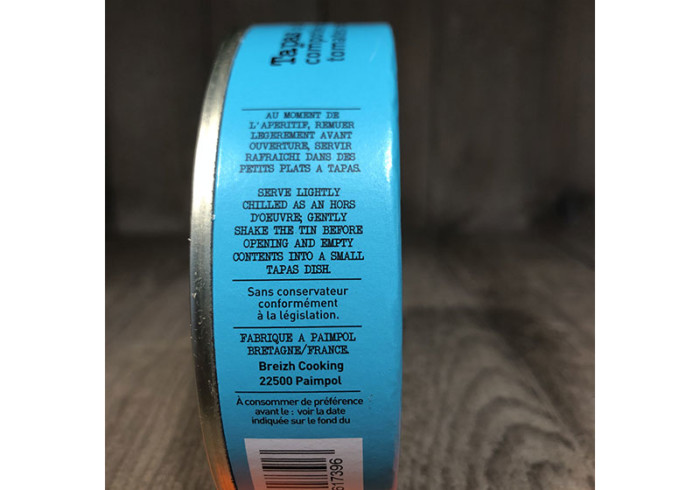 Tapas
tomate
AU MOMENT DE
L'APERITIF, REMUER
LEGEREMENT AVANT
OUVERTURE, SERVIR
RAFRAICHI DANS DES
PETITS PLATS A TAPAS.
SERVE LIGHTLY
CHILLED AS AN HORS
D'OEUVRE; GENTLY
SHAKE THE TIN BEFORE
OPENING AND EMPTY
CONTENTS INTO A SMALL
TAPAS DISH.
Sans conservateur
conformément
à la législation.
FABRIQUE A PAIMPOL
BRETAGNE/FRANCE.
Breizh Cooking
22500 Paimpol
À consommer de préférence
avant le : voir la date
indiquée sur le fond du
617396